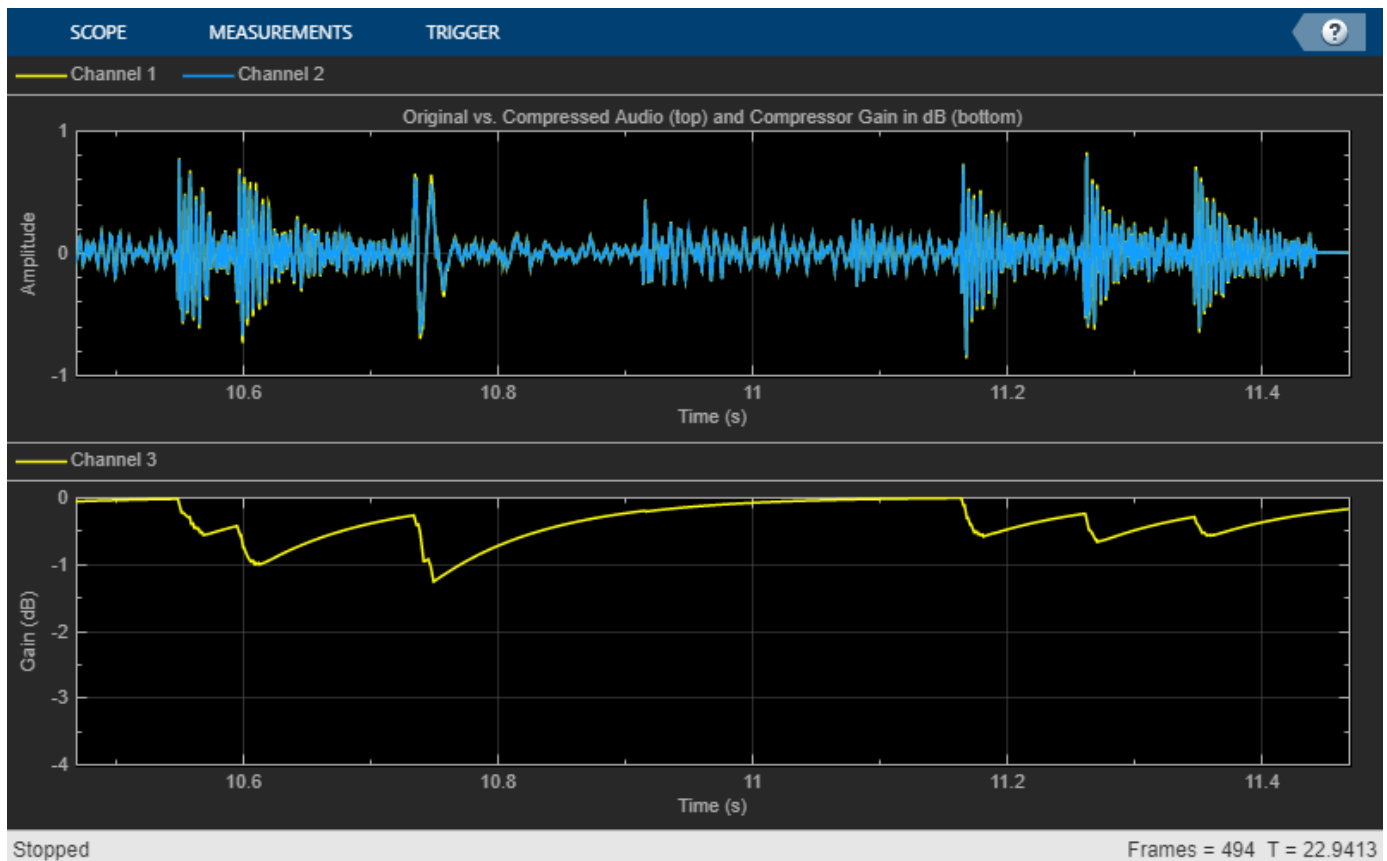 SCOPE MEASUREMENTS TRIGGER ?
Channel 1 Channel 2
Original vs. Compressed Audio (top) and Compressor Gain in dB (bottom)
1
0
-1
Amplitude
10.6 10.8 11 11.2 11.4
Time (s)
Channel 3
0
-1
-2
-3
-4
Gain (dB)
10.6 10.8 11 11.2 11.4
Time (s)
Stopped Frames = 494 T = 22.9413